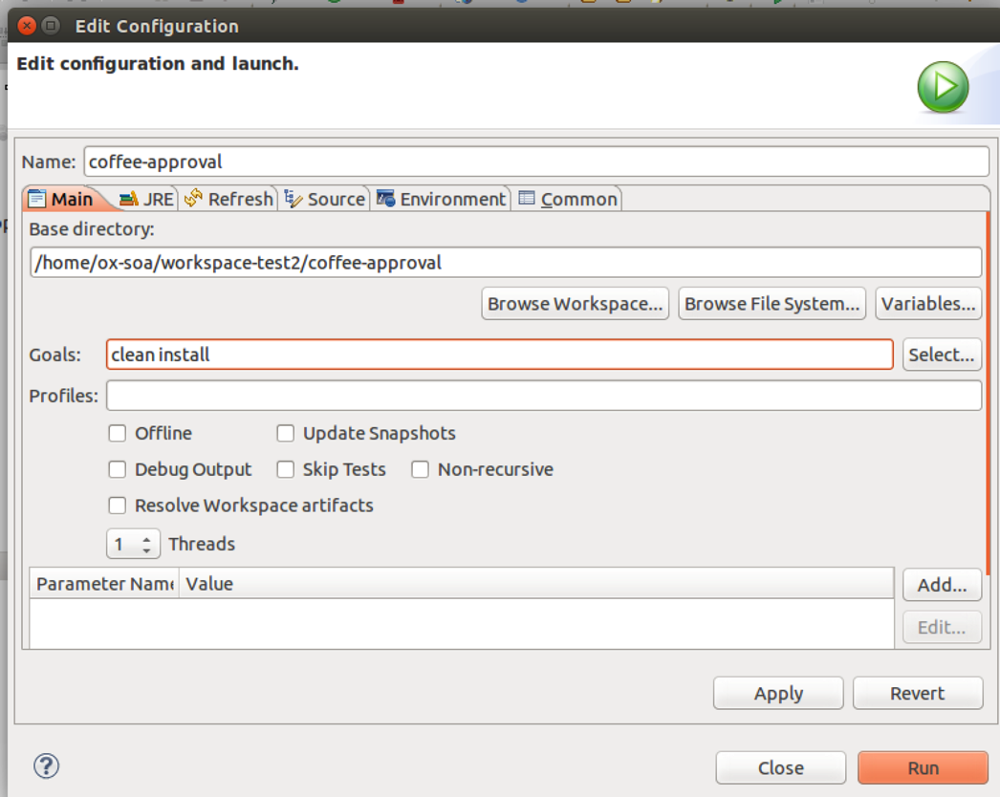 Edit Configuration
Edit configuration and launch.
Name: coffee-approval
Main JRE Refresh Source Environment Common
Base directory:
/home/ox-soa/workspace-test2/coffee-approval
Browse Workspace... Browse File System... Variables...
Goals: clean install Select...
Profiles:
Offline Update Snapshots
Debug Output Skip Tests Non-recursive
Resolve Workspace artifacts
1 Threads
Parameter Name Value Add...
Edit...
Apply Revert
? Close Run